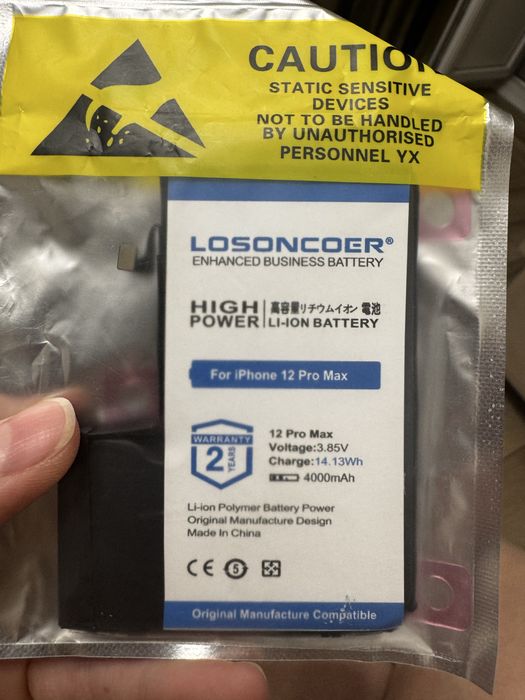 CAUTION
STATIC SENSITIVE
DEVICES
NOT TO BE HANDLED
BY UNAUTHORISED
PERSONNEL YX
LOSONCOER®
ENHANCED BUSINESS BATTERY
HIGH POWER
高容量リチウムイオン 電池
LI-ION BATTERY
For iPhone 12 Pro Max
WARRANTY
2 YEARS
12 Pro Max
Voltage:3.85V
Charge:14.13Wh
4000mAh
Li-ion Polymer Battery Power
Original Manufacture Design
Made In China
CE 5
Original Manufacture Compatible